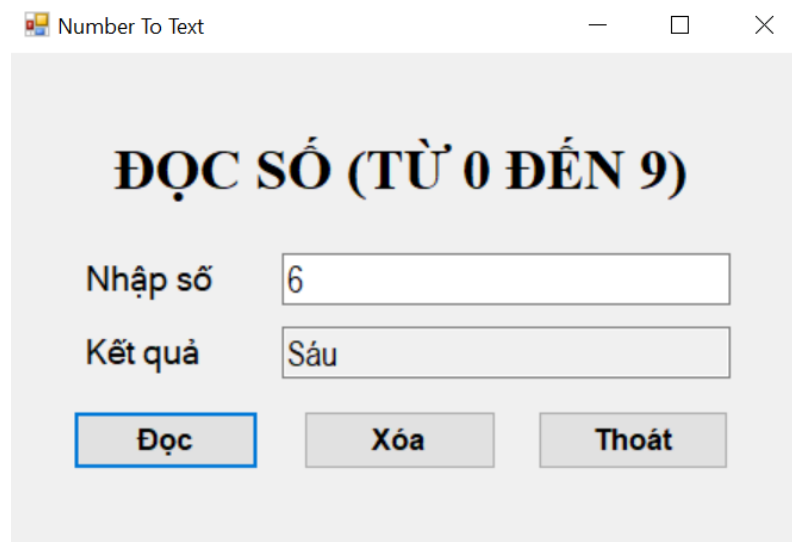 Number To Text
ĐỌC SỐ (TỪ 0 ĐẾN 9)
Nhập số 6
Kết quả Sáu
Đọc Xóa Thoát